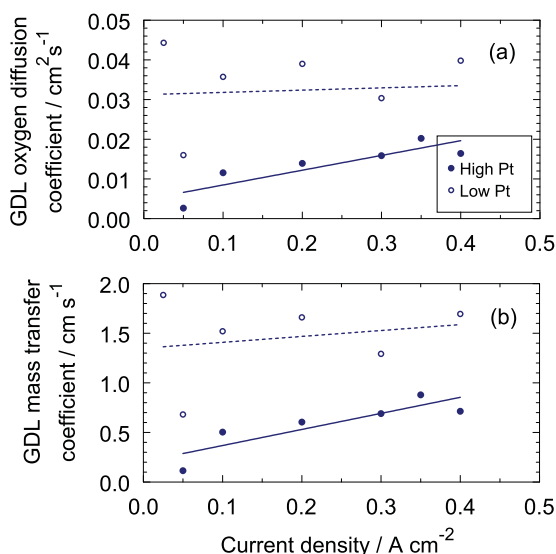 GDL oxygen diffusion
coefficient / cm²s⁻¹
0.05
0.04
0.03
0.02
0.01
0.00
(a)
High Pt
Low Pt
0.0 0.1 0.2 0.3 0.4 0.5
GDL mass transfer
coefficient / cm s⁻¹
2.0
1.5
1.0
0.5
0.0
(b)
0.0 0.1 0.2 0.3 0.4 0.5
Current density / A cm⁻²